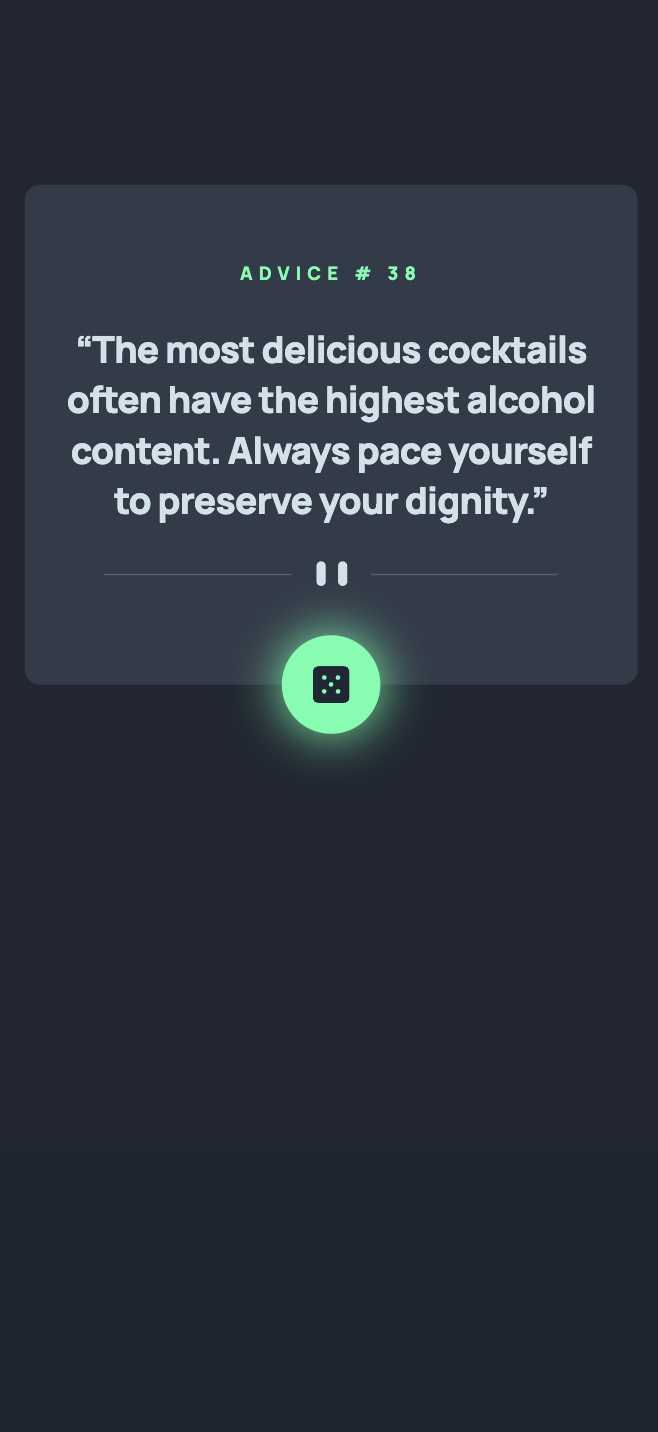 ADVICE # 38
“The most delicious cocktails
often have the highest alcohol
content. Always pace yourself
to preserve your dignity.”